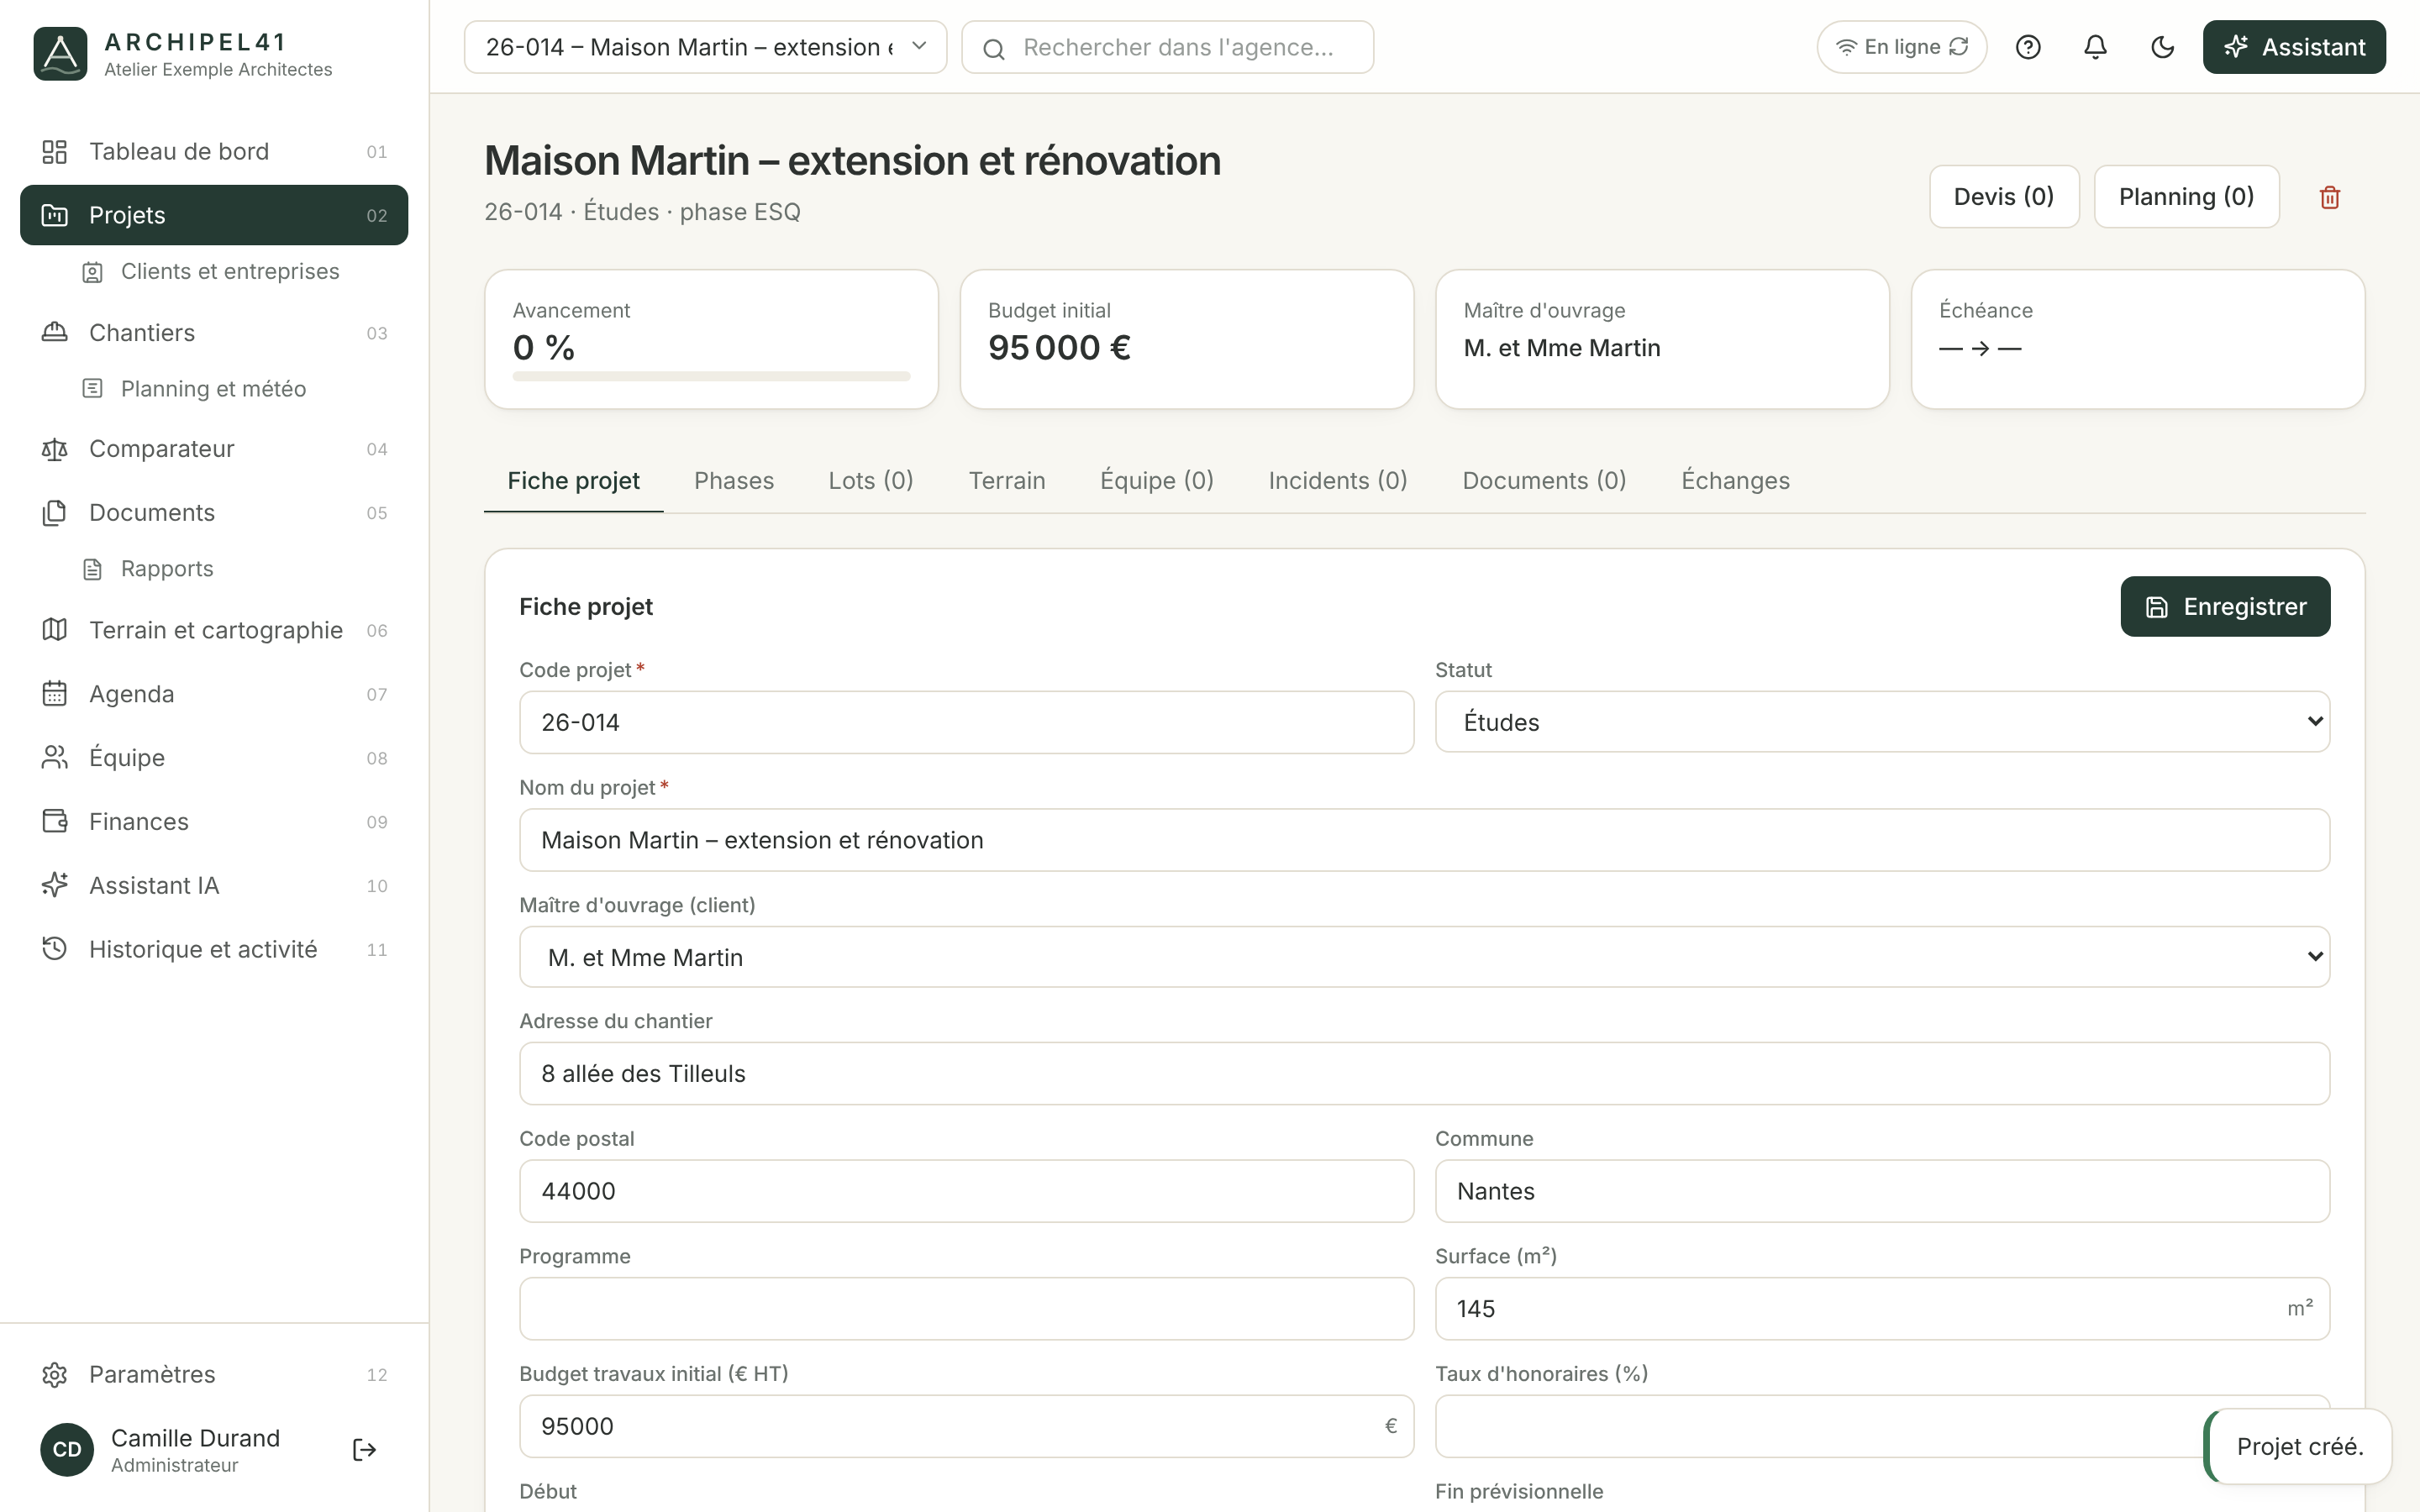 ARCHIPEL41
Atelier Exemple Architectes
Tableau de bord 01
Projets 02
Clients et entreprises
Chantiers 03
Planning et météo
Comparateur 04
Documents 05
Rapports
Terrain et cartographie 06
Agenda 07
Équipe 08
Finances 09
Assistant IA 10
Historique et activité 11
Paramètres 12
CD
Camille Durand
Administrateur
26-014 – Maison Martin – extension
Rechercher dans l'agence...
En ligne
Assistant
Maison Martin – extension et rénovation
26-014 · Études · phase ESQ
Devis (0)
Planning (0)
Avancement
0 %
Budget initial
95 000 €
Maître d'ouvrage
M. et Mme Martin
Échéance
— → —
Fiche projet
Phases
Lots (0)
Terrain
Équipe (0)
Incidents (0)
Documents (0)
Échanges
Fiche projet
Enregistrer
Code projet *
26-014
Statut
Études
Nom du projet *
Maison Martin – extension et rénovation
Maître d'ouvrage (client)
M. et Mme Martin
Adresse du chantier
8 allée des Tilleuls
Code postal
44000
Commune
Nantes
Programme
Surface (m²)
145 m²
Budget travaux initial (€ HT)
95000 €
Taux d'honoraires (%)
Début
Fin prévisionnelle
Projet créé.